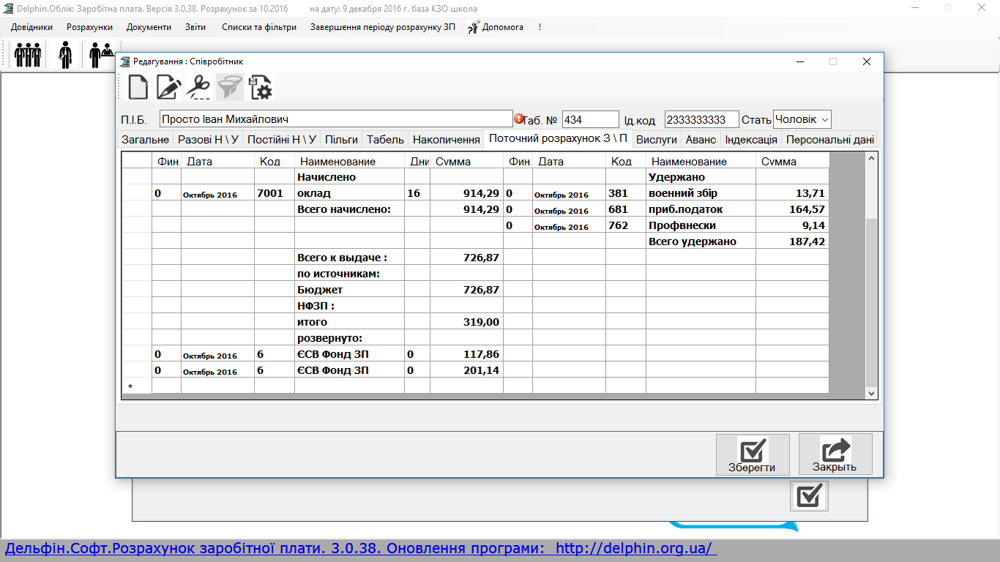 Delphin.Облік: Заробітна плата. Версія 3.0.38. Розрахунок за 10.2016 на дату: 9 декабря 2016 г. база КЗО школа
Довідники Розрахунки Документи Звіти Списки та фільтри Завершення періоду розрахунку ЗП Допомога !
Редагування : Співробітник
П.І.Б. Просто Іван Михайлович Таб. № 434 Ід.код 2333333333 Стать Чоловік
Загальне Разові Н \ У Постійні Н \ У Пільги Табель Накопичення Поточний розрахунок З \ П Вислуги Аванс Індексація Персональні дані
Фин. Дата Код Наименование Дни Сумма Фин. Дата Код Наименование Сумма
Начислено Удержано
0 Октябрь 2016 7001 оклад 16 914,29 0 Октябрь 2016 381 военний збір 13,71
Всего начислено: 914,29 0 Октябрь 2016 681 приб.податок 164,57
0 Октябрь 2016 762 Профвнески 9,14
Всего удержано 187,42
Всего к выдаче : 726,87
по источникам:
Бюджет 726,87
НФЗП :
итого 319,00
розвернуто:
0 Октябрь 2016 6 ЄСВ Фонд ЗП 0 117,86
0 Октябрь 2016 6 ЄСВ Фонд ЗП 0 201,14
*
Зберегти Закрыть
Дельфін.Софт.Розрахунок заробітної плати. 3.0.38. Оновлення програми: http://delphin.org.ua/